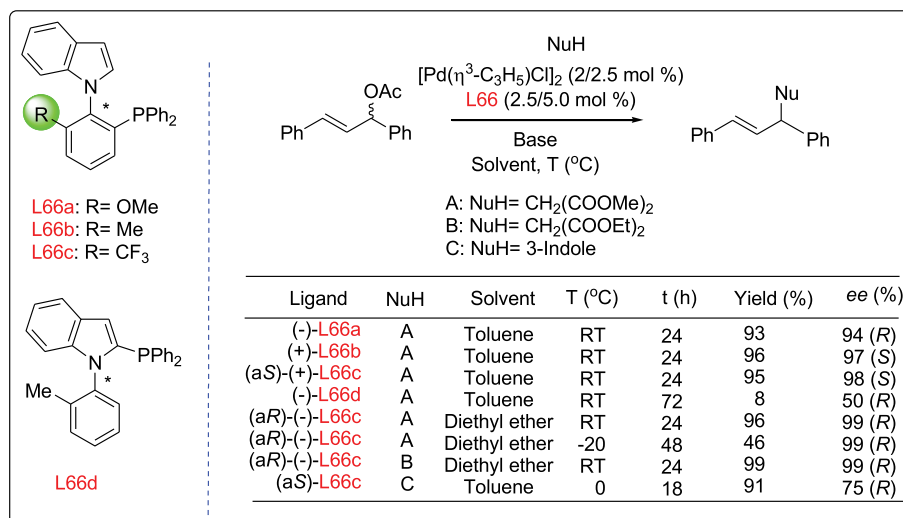 N
*
R
PPh₂
L66a: R= OMe
L66b: R= Me
L66c: R= CF₃
PPh₂
N
*
Me
L66d
NuH
[Pd(η³-C₃H₅)Cl]2 (2/2.5 mol %)
L66 (2.5/5.0 mol %)
Base
Solvent, T (ᵒC)
OAc
Ph
Ph
Nu
Ph
Ph
A: NuH= CH₂(COOMe)₂
B: NuH= CH₂(COOEt)₂
C: NuH= 3-Indole
Ligand NuH Solvent T (ᵒC) t (h) Yield (%) ee (%)
(-)-L66a A Toluene RT 24 93 94 (R)
(+)-L66b A Toluene RT 24 96 97 (S)
(aS)-(+)-L66c A Toluene RT 24 95 98 (S)
(-)-L66d A Toluene RT 72 8 50 (R)
(aR)-(-)-L66c A Diethyl ether RT 24 96 99 (R)
(aR)-(-)-L66c A Diethyl ether -20 48 46 99 (R)
(aR)-(-)-L66c B Diethyl ether RT 24 99 99 (R)
(aS)-L66c C Toluene 0 18 91 75 (R)